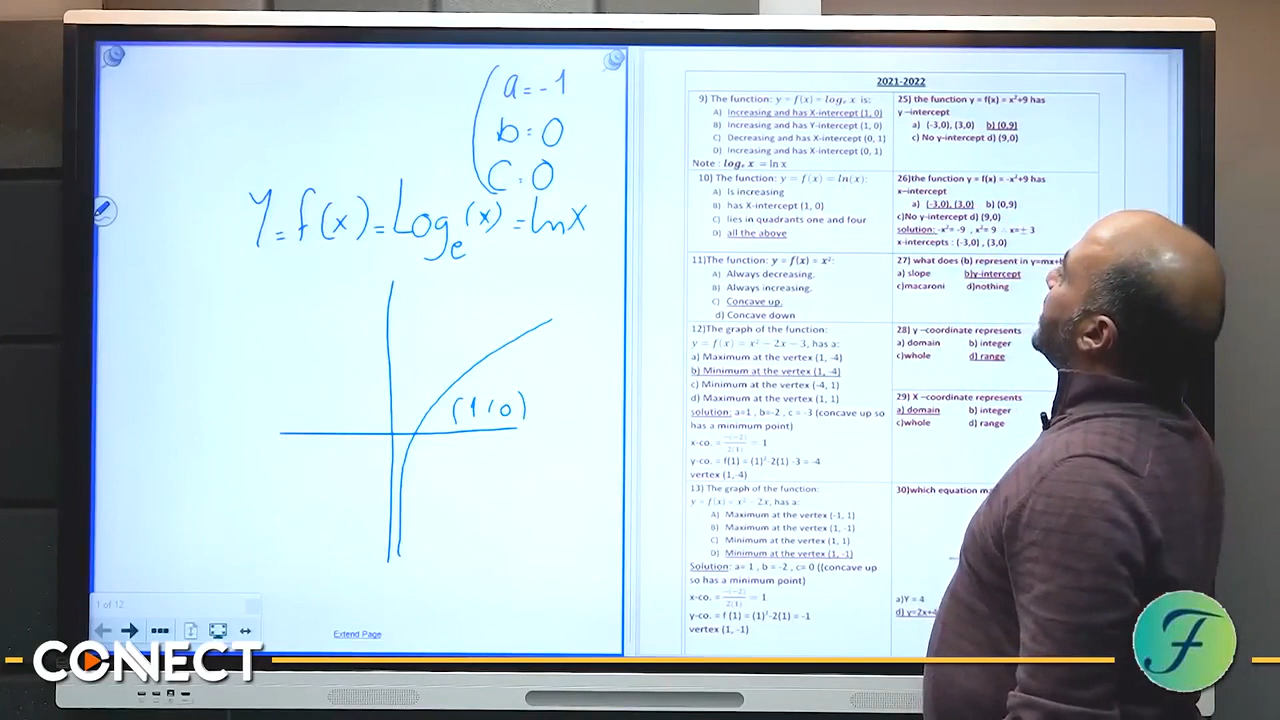 a = -1
b = 0
C = 0
y = f(x) = Log e (x) = ln x
(1,0)
1 of 12
Extend Page
2021-2022
9) The function: y = f(x) = logₑ x is:
A) Increasing and has X-intercept (1, 0)
B) Increasing and has Y-intercept (1, 0)
C) Decreasing and has X-intercept (0, 1)
D) Increasing and has X-intercept (0, 1)
Note : logₑ x = ln x
10) The function: y = f(x) = ln(x):
A) Is increasing
B) has X-intercept (1, 0)
C) lies in quadrants one and four
D) all the above
11)The function: y = f(x) = x²:
A) Always decreasing.
B) Always increasing.
C) Concave up.
d) Concave down
12)The graph of the function:
y = f(x) = x² − 2x − 3, has a:
a) Maximum at the vertex (1, -4)
b) Minimum at the vertex (1, -4)
c) Minimum at the vertex (-4, 1)
d) Maximum at the vertex (1, 1)
solution: a=1, b=-2 , c = -3 (concave up so
has a minimum point)
x-co. = −(−2)/2(1) = 1
y-co. = f(1) = (1)²-2(1) -3 = -4
vertex (1,-4)
13) The graph of the function:
y = f(x) = x² − 2x, has a:
A) Maximum at the vertex (-1, 1)
B) Maximum at the vertex (1, -1)
C) Minimum at the vertex (1, 1)
D) Minimum at the vertex (1, -1)
Solution: a= 1 , b = -2 , c= 0 ((concave up
so has a minimum point)
x-co. = −(−2)/2(1) = 1
y-co. = f (1) = (1)²-2(1) = -1
vertex (1, -1)
25) the function y = f(x) = x²+9 has
y –intercept
a) (-3,0), (3,0) b) (0,9)
c) No y-intercept d) (9,0)
26)the function y = f(x) = -x²+9 has
x–intercept
a) (-3,0), (3,0) b) (0,9)
c)No y-intercept d) (9,0)
solution: -x²= -9 , x²= 9 ∴ x=± 3
x-intercepts : (-3,0) , (3,0)
27) what does (b) represent in y=mx+b
a) slope b)y-intercept
c)macaroni d)nothing
28) y –coordinate represents
a) domain b) integer
c)whole d) range
29) X –coordinate represents
a) domain b) integer
c)whole d) range
30)which equation
a)Y = 4
CONNECT
F